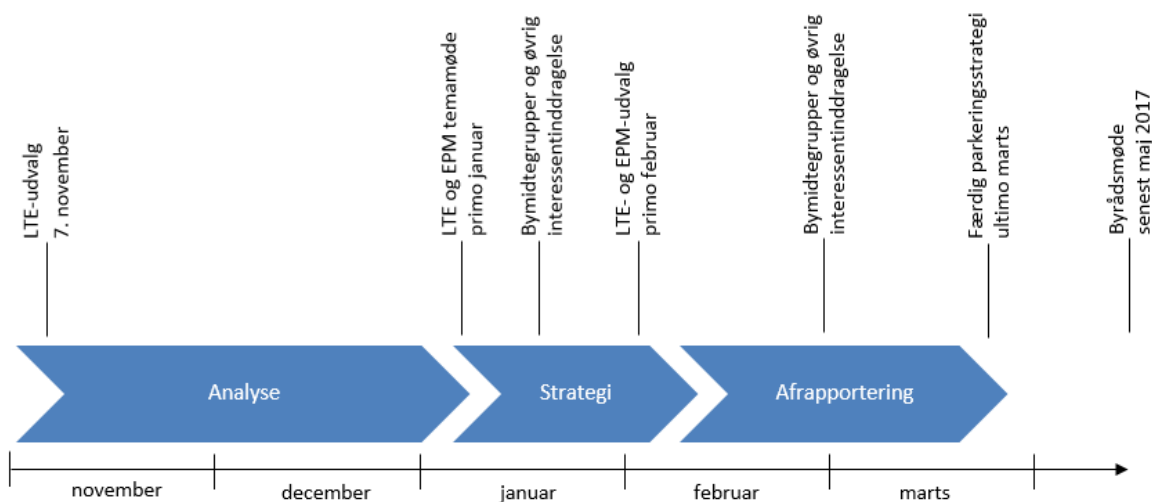 LTE-udvalg
7. november
LTE og EPM temamøde
primo januar
Bymidtegrupper og øvrig
interessentinddragelse
LTE- og EPM-udvalg
primo februar
Bymidtegrupper og øvrig
interessentinddragelse
Færdig parkeringsstrategi
ultimo marts
Byrådsmøde
senest maj 2017
Analyse
Strategi
Afrapportering
november
december
januar
februar
marts